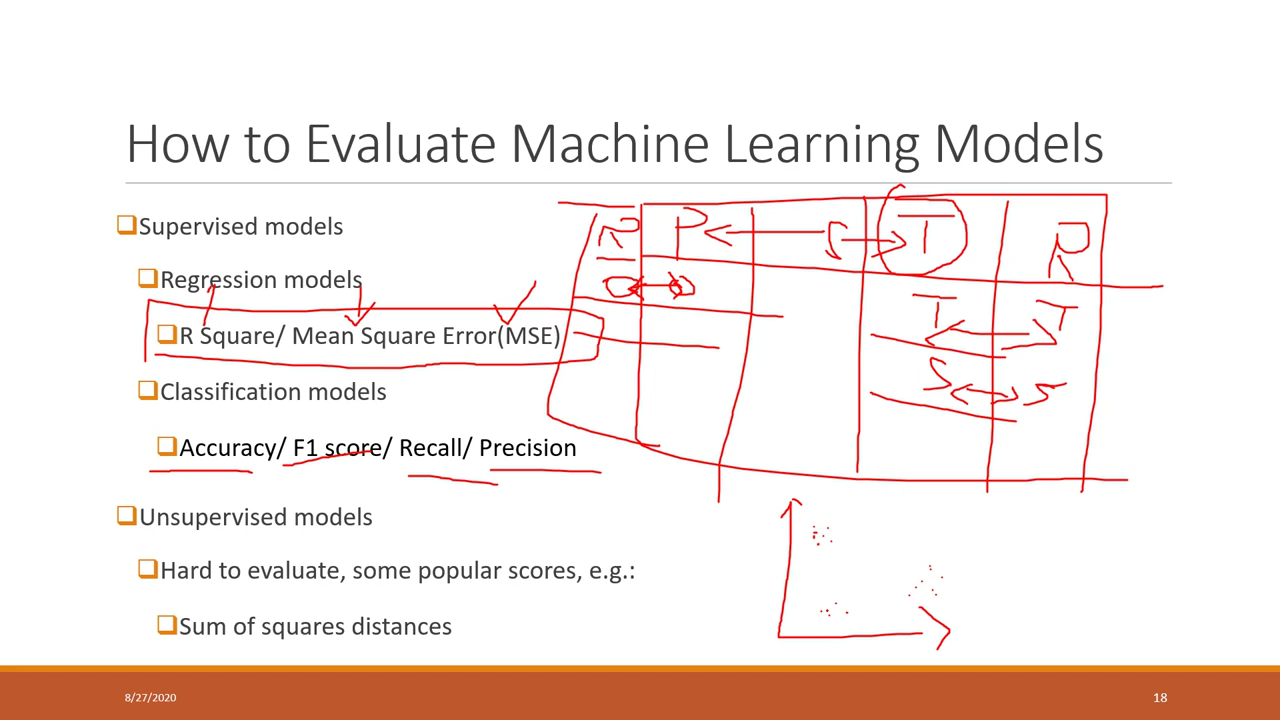 How to Evaluate Machine Learning Models
Supervised models
Regression models
R Square/ Mean Square Error(MSE)
Classification models
Accuracy/ F1 score/ Recall/ Precision
Unsupervised models
Hard to evaluate, some popular scores, e.g.:
Sum of squares distances
R P T R
T T
S S
8/27/2020
18